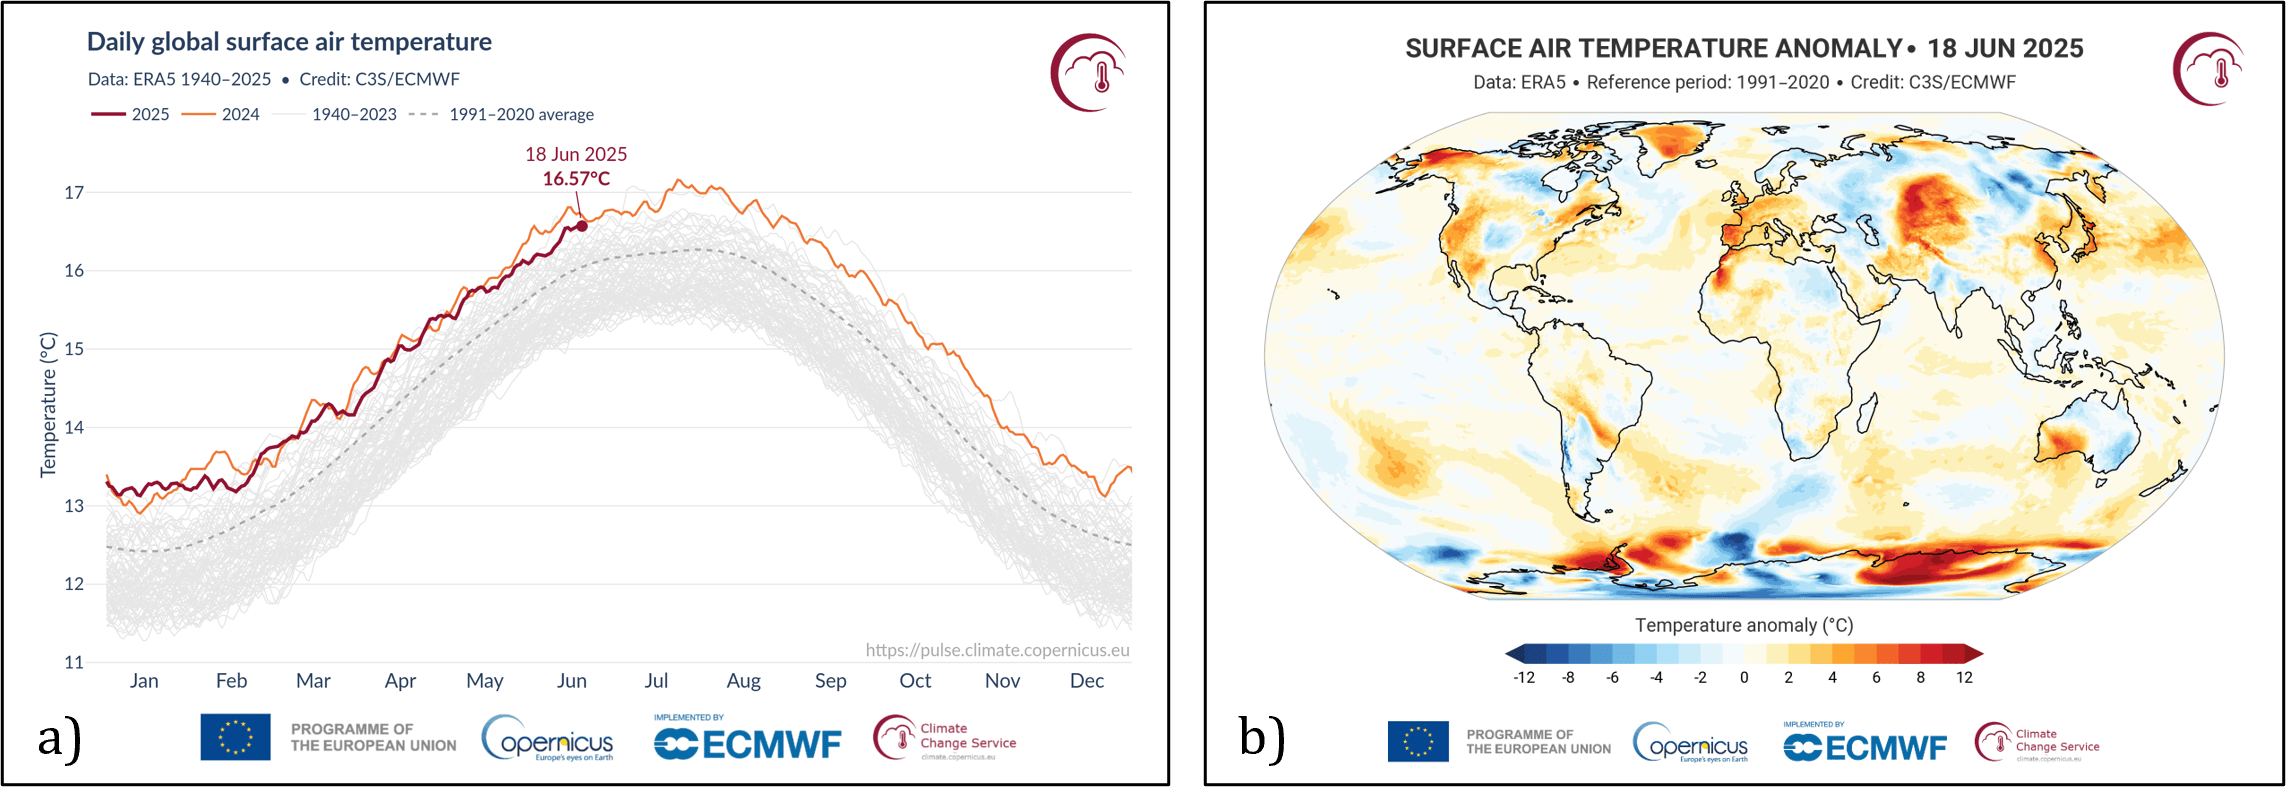 Daily global surface air temperature
Data: ERA5 1940–2025 • Credit: C3S/ECMWF
2025 2024 1940–2023 1991–2020 average
18 Jun 2025
16.57°C
17
16
15
14
13
12
11
Temperature (°C)
https://pulse.climate.copernicus.eu
Jan Feb Mar Apr May Jun Jul Aug Sep Oct Nov Dec
a)
PROGRAMME OF
THE EUROPEAN UNION
opernicus
Europe's eyes on Earth
IMPLEMENTED BY
ECMWF
Climate
Change Service
climate.copernicus.eu
SURFACE AIR TEMPERATURE ANOMALY • 18 JUN 2025
Data: ERA5 • Reference period: 1991–2020 • Credit: C3S/ECMWF
Temperature anomaly (°C)
-12 -8 -6 -4 -2 0 2 4 6 8 12
b)
PROGRAMME OF
THE EUROPEAN UNION
opernicus
Europe's eyes on Earth
IMPLEMENTED BY
ECMWF
Climate
Change Service
climate.copernicus.eu